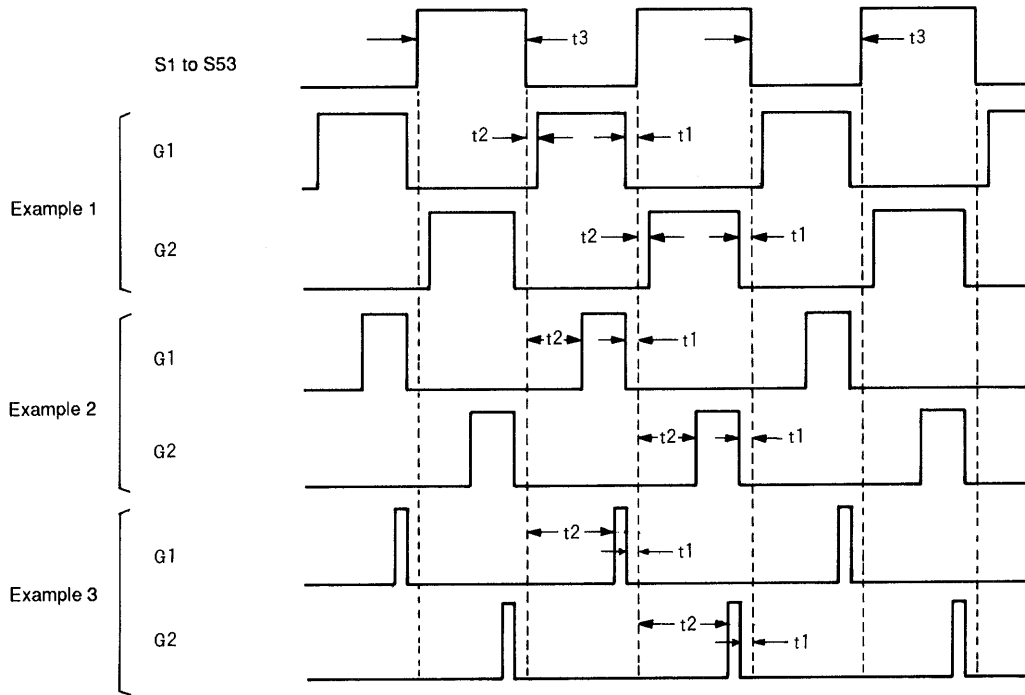 t3
t3
S1 to S53
t2
t1
G1
Example 1
t2
t1
G2
t2
t1
G1
Example 2
t2
t1
G2
t2
t1
G1
Example 3
t2
t1
G2